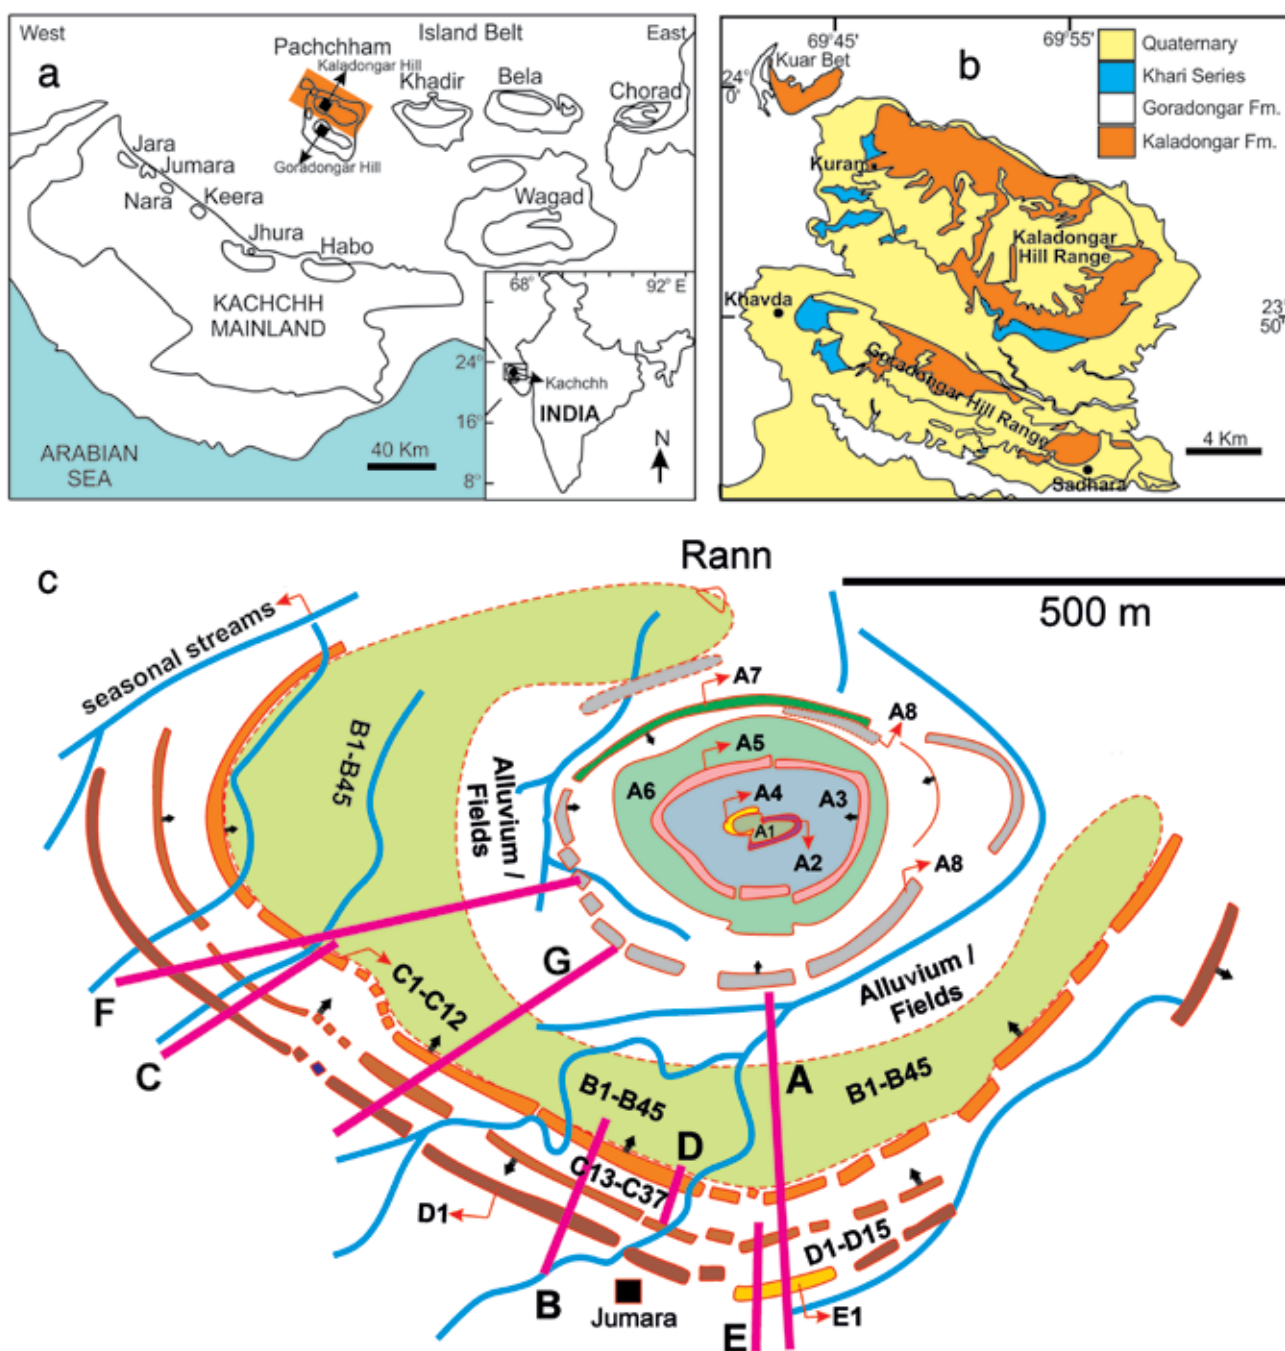 West
Island Belt
East
a
Pachchham
Kaladongar Hill
Khadir
Bela
Chorad
Goradongar Hill
Jara
Jumara
Nara
Keera
Wagad
Jhura
Habo
KACHCHH
MAINLAND
68°
92° E
24°
Kachchh
INDIA
16°
N
ARABIAN
SEA
40 Km
8°
69°45'
69°55'
Kuar Bet
b
24°
0'
Quaternary
Khari Series
Goradongar Fm.
Kaladongar Fm.
Kuram
Kaladongar
Hill Range
Khavda
23°
50'
Goradongar Hill Range
4 Km
Sadhara
Rann
c
500 m
seasonal streams
A7
A8
B1-B45
A5
Alluvium /
Fields
A6
A4
A3
A1
A2
A8
G
F
C1-C12
Alluvium /
Fields
C
A
B1-B45
B1-B45
D
C13-C37
D1
D1-D15
B
Jumara
E
E1